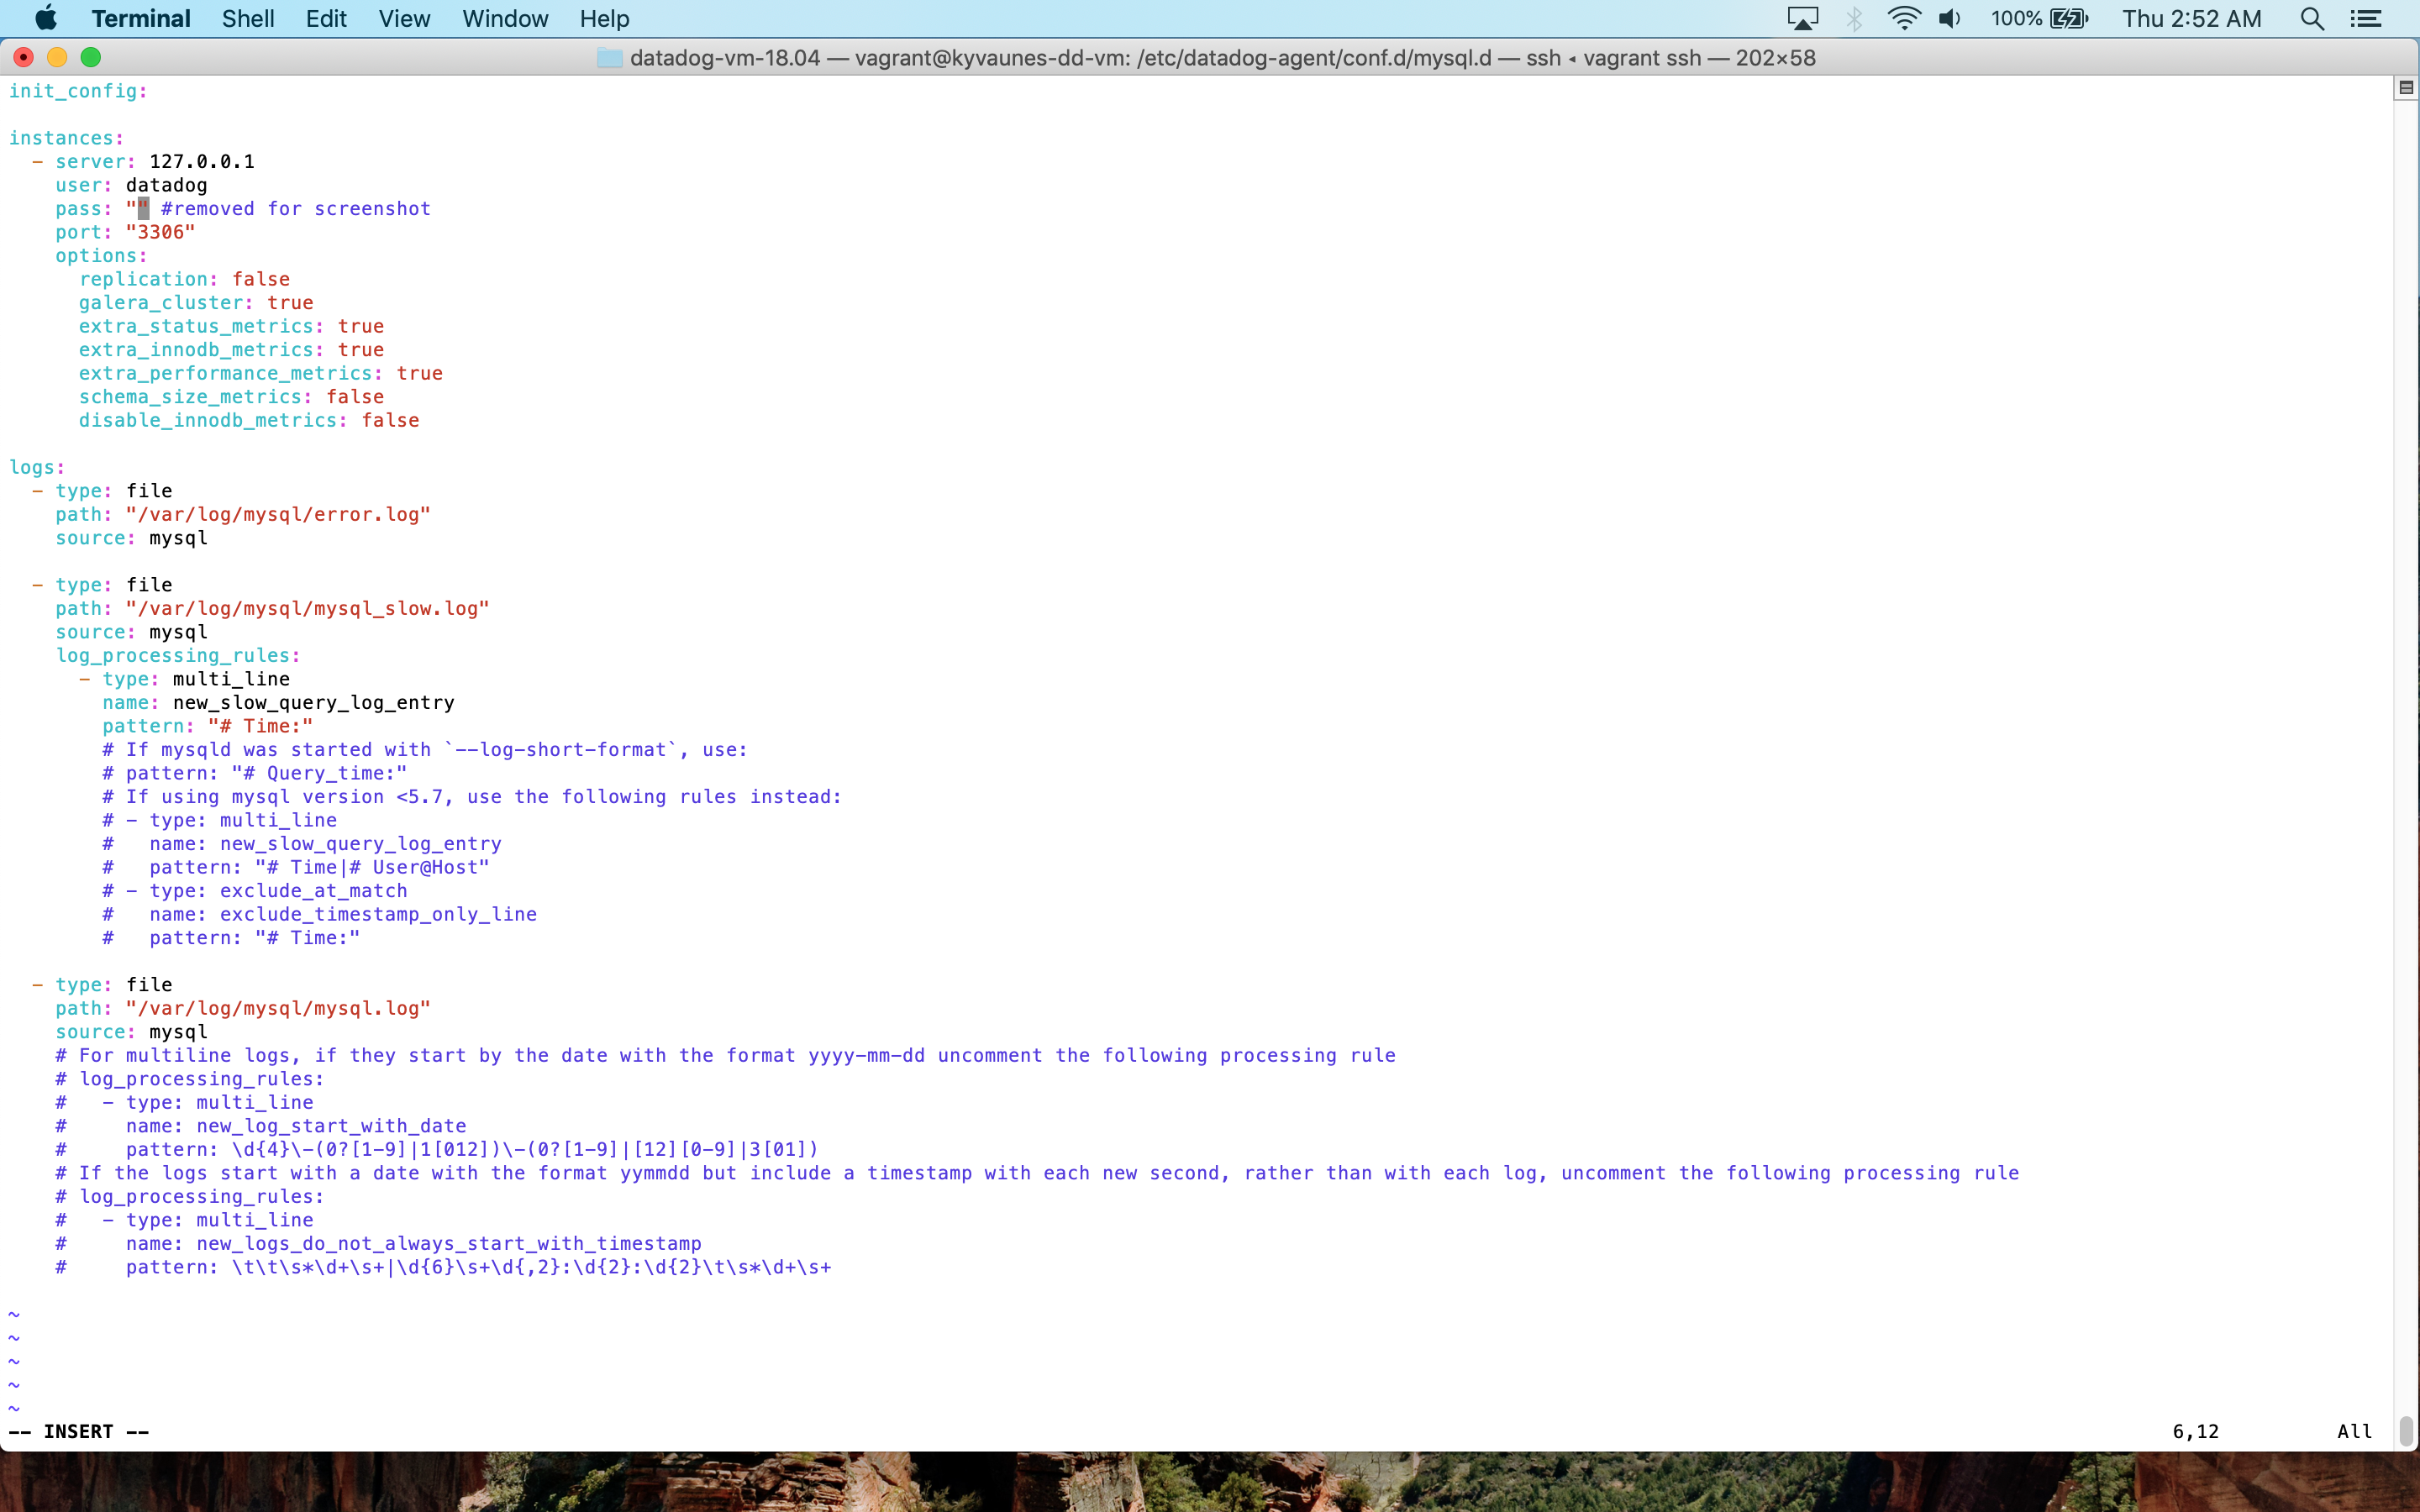 Terminal Shell Edit View Window Help 100% Thu 2:52 AM
datadog-vm-18.04 — vagrant@kyvaunes-dd-vm: /etc/datadog-agent/conf.d/mysql.d — ssh ◂ vagrant ssh — 202×58
init_config:
instances:
  - server: 127.0.0.1
    user: datadog
    pass: "" #removed for screenshot
    port: "3306"
    options:
      replication: false
      galera_cluster: true
      extra_status_metrics: true
      extra_innodb_metrics: true
      extra_performance_metrics: true
      schema_size_metrics: false
      disable_innodb_metrics: false
logs:
  - type: file
    path: "/var/log/mysql/error.log"
    source: mysql
  - type: file
    path: "/var/log/mysql/mysql_slow.log"
    source: mysql
    log_processing_rules:
      - type: multi_line
        name: new_slow_query_log_entry
        pattern: "# Time:"
        # If mysqld was started with `--log-short-format`, use:
        # pattern: "# Query_time:"
        # If using mysql version <5.7, use the following rules instead:
        # - type: multi_line
        #   name: new_slow_query_log_entry
        #   pattern: "# Time|# User@Host"
        # - type: exclude_at_match
        #   name: exclude_timestamp_only_line
        #   pattern: "# Time:"
  - type: file
    path: "/var/log/mysql/mysql.log"
    source: mysql
    # For multiline logs, if they start by the date with the format yyyy-mm-dd uncomment the following processing rule
    # log_processing_rules:
    #   - type: multi_line
    #     name: new_log_start_with_date
    #     pattern: \d{4}\-(0?[1-9]|1[012])\-(0?[1-9]|[12][0-9]|3[01])
    # If the logs start with a date with the format yymmdd but include a timestamp with each new second, rather than with each log, uncomment the following processing rule
    # log_processing_rules:
    #   - type: multi_line
    #     name: new_logs_do_not_always_start_with_timestamp
    #     pattern: \t\t\s*\d+\s+|\d{6}\s+\d{,2}:\d{2}:\d{2}\t\s*\d+\s+
~
~
~
~
~
-- INSERT -- 6,12 All